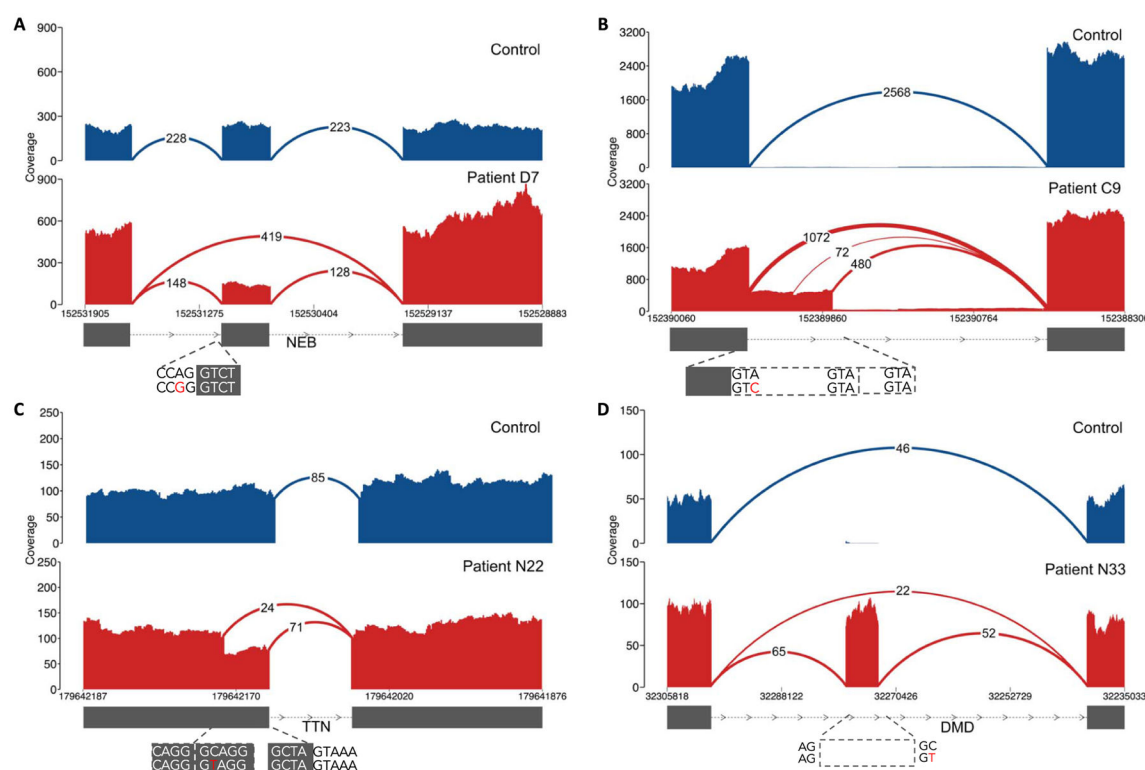 A
Control
900
600
300
0
Coverage
228
223
Patient D7
900
600
300
0
419
148
128
152531905
152531275
152530404
152529137
152528883
NEB
CCAG GTCT
CCGG GTCT
B
Control
3200
2400
1600
800
0
Coverage
2568
Patient C9
3200
2400
1600
800
0
1072
72
480
152390060
152389860
152390764
152388300
GTA GTA GTA
GTC GTA GTA
C
Control
250
200
150
100
50
0
Coverage
85
Patient N22
250
200
150
100
50
0
24
71
179642187
179642170
179642020
179641876
TTN
CAGG GCAGG GCTA GTAAA
CAGG GTAGG GCTA GTAAA
D
Control
150
100
50
0
Coverage
46
Patient N33
150
100
50
0
22
65
52
32305818
32288122
32270426
32252729
32235033
DMD
AG GC
AG GT